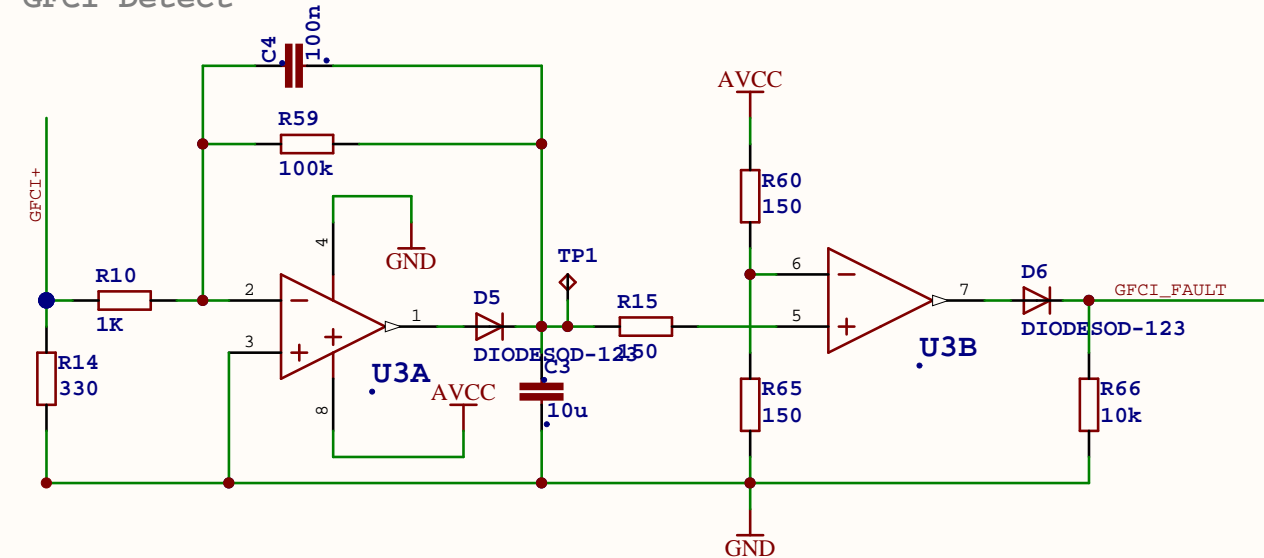 GFCI Detect
C4
100n
R59
100k
GFCI+
R10
1K
R14
330
2
3
4
8
1
GND
U3A
AVCC
D5
DIODESOD-123
TP1
C3
10u
R15
150
AVCC
R60
150
R65
150
6
5
7
U3B
D6
DIODESOD-123
GFCI_FAULT
R66
10k
GND